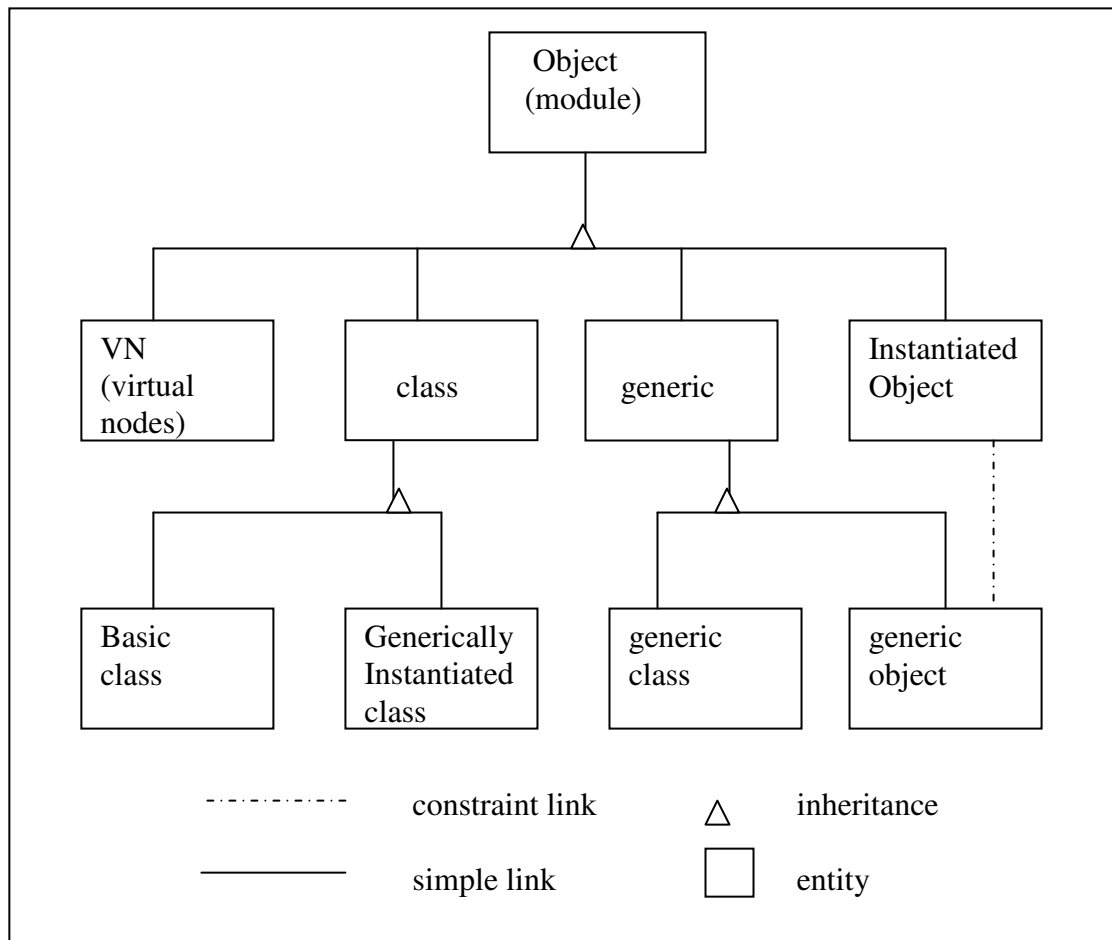 Object
(module)
VN
(virtual
nodes)
class
generic
Instantiated
Object
Basic
class
Generically
Instantiated
class
generic
class
generic
object
constraint link
inheritance
simple link
entity